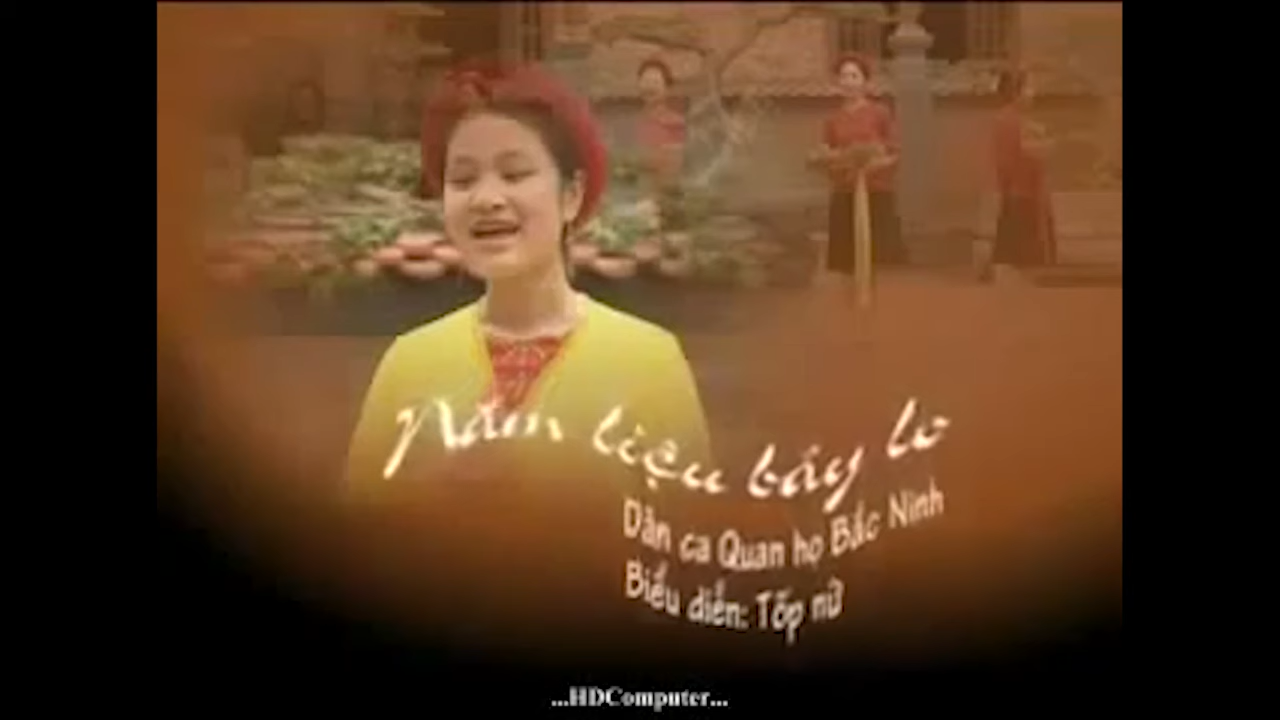 Năm liệu bảy lo
Dân ca Quan họ Bắc Ninh
Biểu diễn: Tốp nữ
...HDComputer...